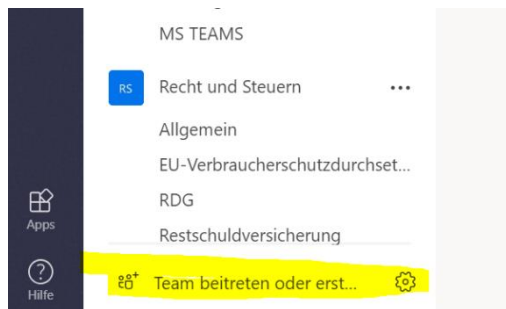 MS TEAMS
RS Recht und Steuern ...
Allgemein
EU-Verbraucherschutzdurchset...
RDG
Apps
Restschuldversicherung
Team beitreten oder erst...
Hilfe